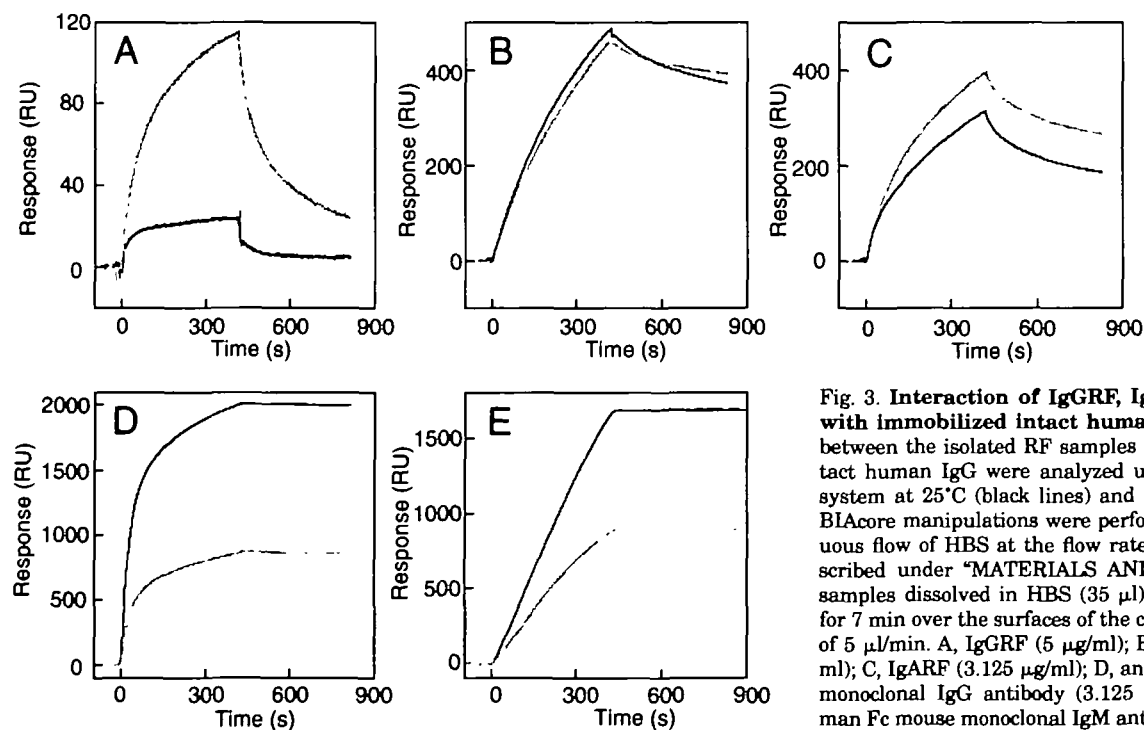 A
Response (RU)
120
80
40
0
0 300 600 900
Time (s)
B
Response (RU)
400
200
0
0 300 600 900
Time (s)
C
Response (RU)
400
200
0
0 300 600 900
Time (s)
D
Response (RU)
2000
1500
1000
500
0
0 300 600 900
Time (s)
E
Response (RU)
1500
1000
500
0
0 300 600 900
Time (s)
Fig. 3. Interaction of IgGRF, Ig
with immobilized intact huma
between the isolated RF samples
tact human IgG were analyzed u
system at 25°C (black lines) and
BIAcore manipulations were perfo
uous flow of HBS at the flow rate
scribed under "MATERIALS AN
samples dissolved in HBS (35 μl)
for 7 min over the surfaces of the c
of 5 μl/min. A, IgGRF (5 μg/ml);
ml); C, IgARF (3.125 μg/ml); D, an
monoclonal IgG antibody (3.125
man Fc mouse monoclonal IgM ant